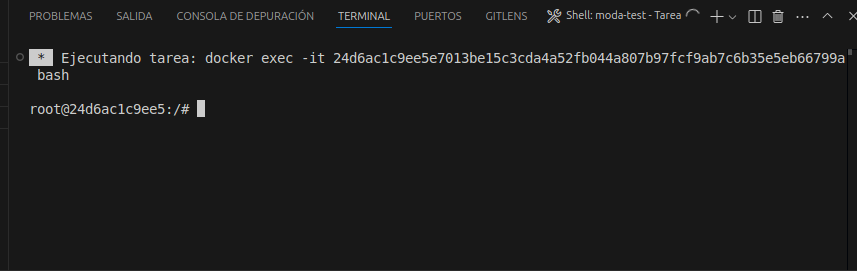 PROBLEMAS SALIDA CONSOLA DE DEPURACIÓN TERMINAL PUERTOS GITLENS Shell: moda-test - Tarea
* Ejecutando tarea: docker exec -it 24d6ac1c9ee5e7013be15c3cda4a52fb044a807b97fcf9ab7c6b35e5eb66799a
bash
root@24d6ac1c9ee5:/#